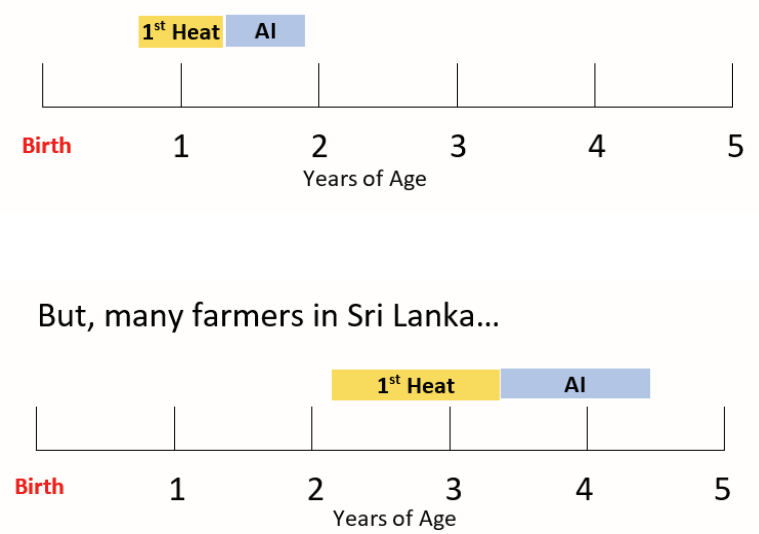 1st Heat AI
Birth 1 2 3 4 5
Years of Age
But, many farmers in Sri Lanka...
1st Heat AI
Birth 1 2 3 4 5
Years of Age